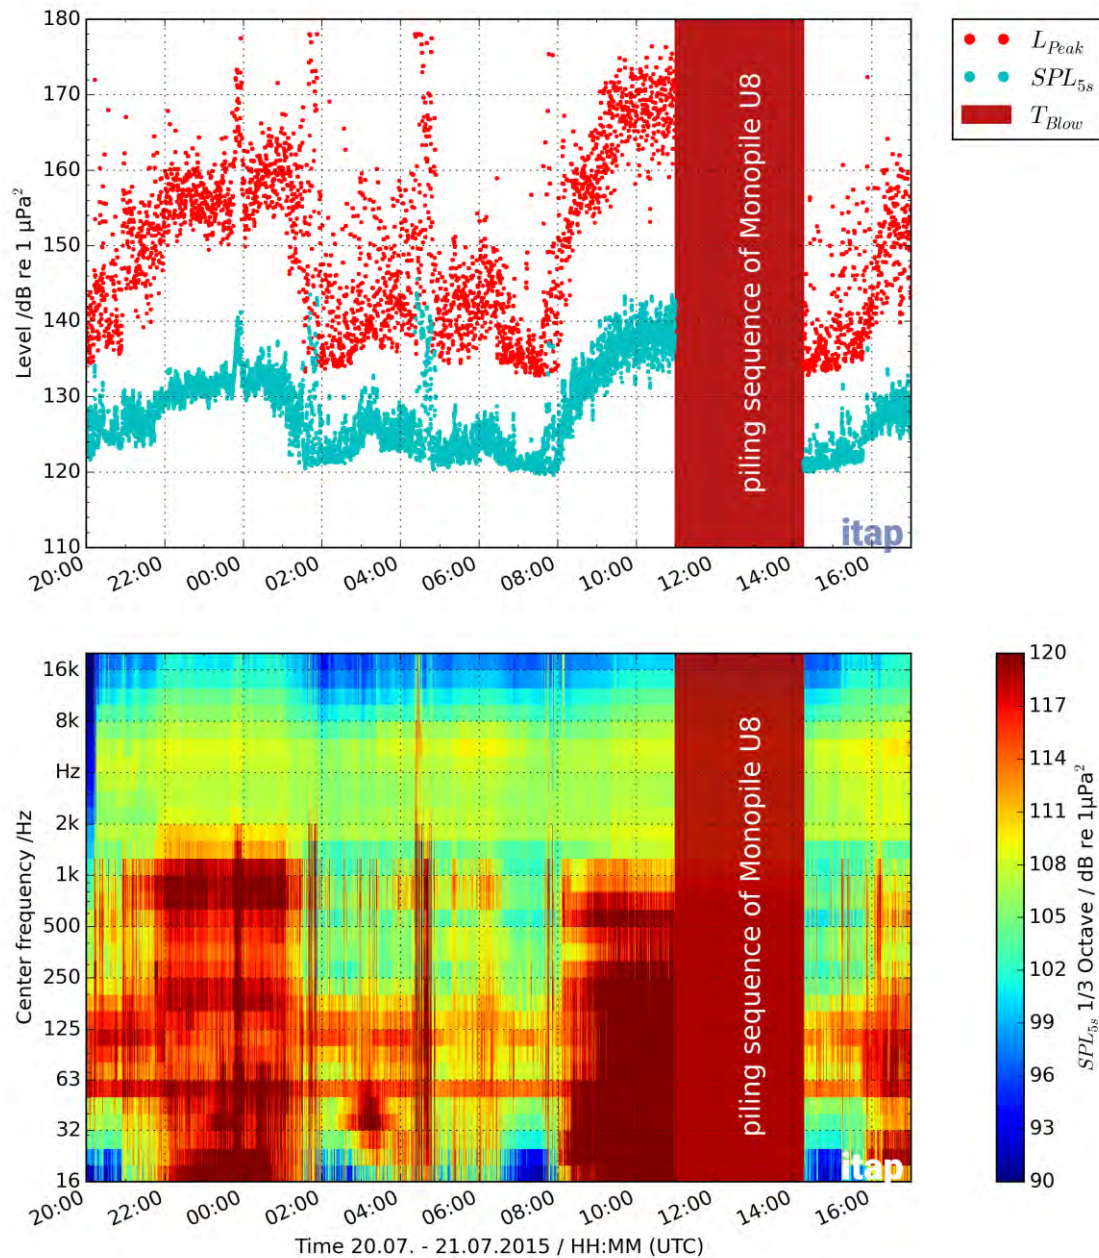 180
170
160
150
140
130
120
110
Level /dB re 1 µPa²
20:00
22:00
00:00
02:00
04:00
06:00
08:00
10:00
12:00
14:00
16:00
piling sequence of Monopile U8
itap
L_Peak
SPL_5s
T_Blow
16k
8k
Hz
2k
1k
500
250
125
63
32
16
Center frequency /Hz
20:00
22:00
00:00
02:00
04:00
06:00
08:00
10:00
12:00
14:00
16:00
piling sequence of Monopile U8
itap
Time 20.07. - 21.07.2015 / HH:MM (UTC)
120
117
114
111
108
105
102
99
96
93
90
SPL_5s 1/3 Octave / dB re 1µPa²